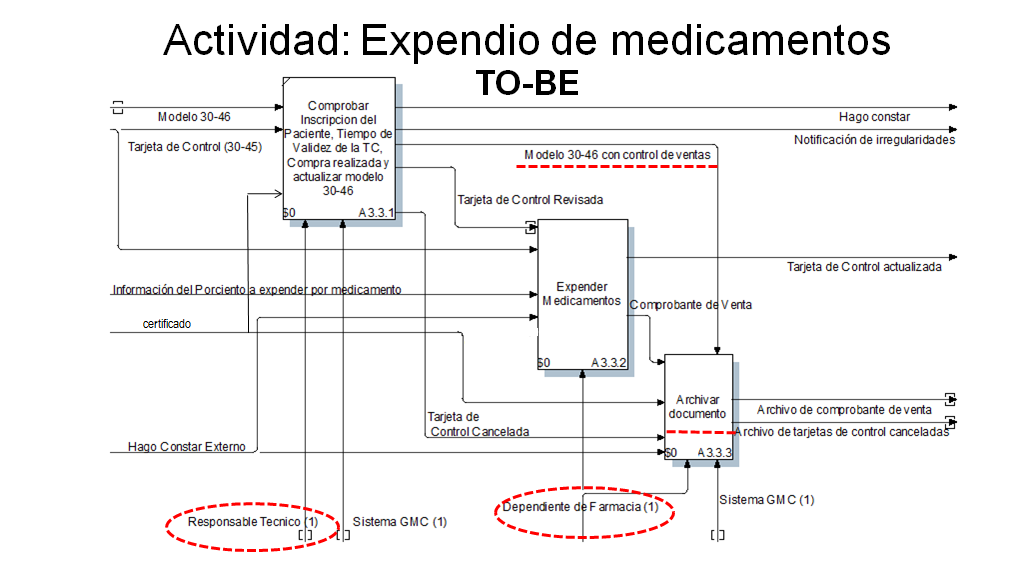 Actividad: Expendio de medicamentos
TO-BE
Comprobar
Inscripcion del
Paciente, Tiempo de
Validez de la TC,
Compra realizada y
actualizar modelo
30-46
$0
A3.3.1
Modelo 30-46
Tarjeta de Control (30-45)
Hago constar
Notificación de irregularidades
Modelo 30-46 con control de ventas
Tarjeta de Control Revisada
Expender
Medicamentos
$0
A3.3.2
Tarjeta de Control actualizada
Información del Porciento a expender por medicamento
Comprobante de Venta
certificado
Archivar
documento
$0
A3.3.3
Archivo de comprobante de venta
Archivo de tarjetas de control canceladas
Tarjeta de
Control Cancelada
Hago Constar Externo
Responsable Tecnico (1)
Sistema GMC (1)
Dependiente de Farmacia (1)
Sistema GMC (1)